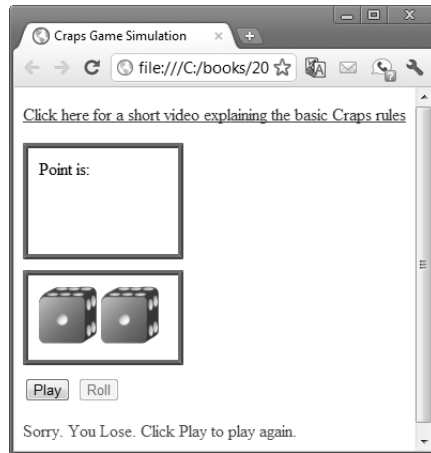 Craps Game Simulation
file:///C:/books/20
Click here for a short video explaining the basic Craps rules
Point is:
Play Roll
Sorry. You Lose. Click Play to play again.